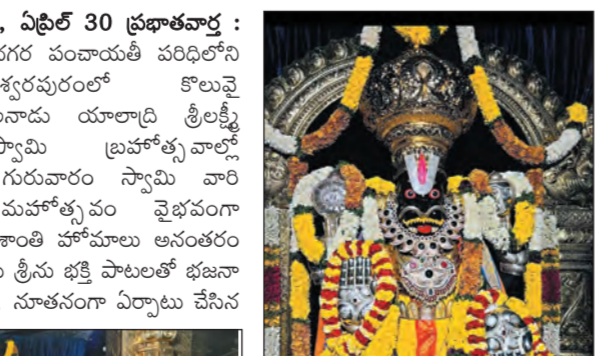 , ఏప్రిల్ 30 ప్రభాతవార్త :
నగర పంచాయతీ పరిధిలోని
శ్వరపురంలో కొలువై
నాడు యాలాద్రి శ్రీలక్ష్మీ
స్వామి బ్రహోత్సవాల్లో
గురువారం స్వామి వారి
మహోత్సవం వైభవంగా
శాంతి హోమాలు అనంతరం
శ్రీను భక్తి పాటలతో భజనా
నూతనంగా ఏర్పాటు చేసిన